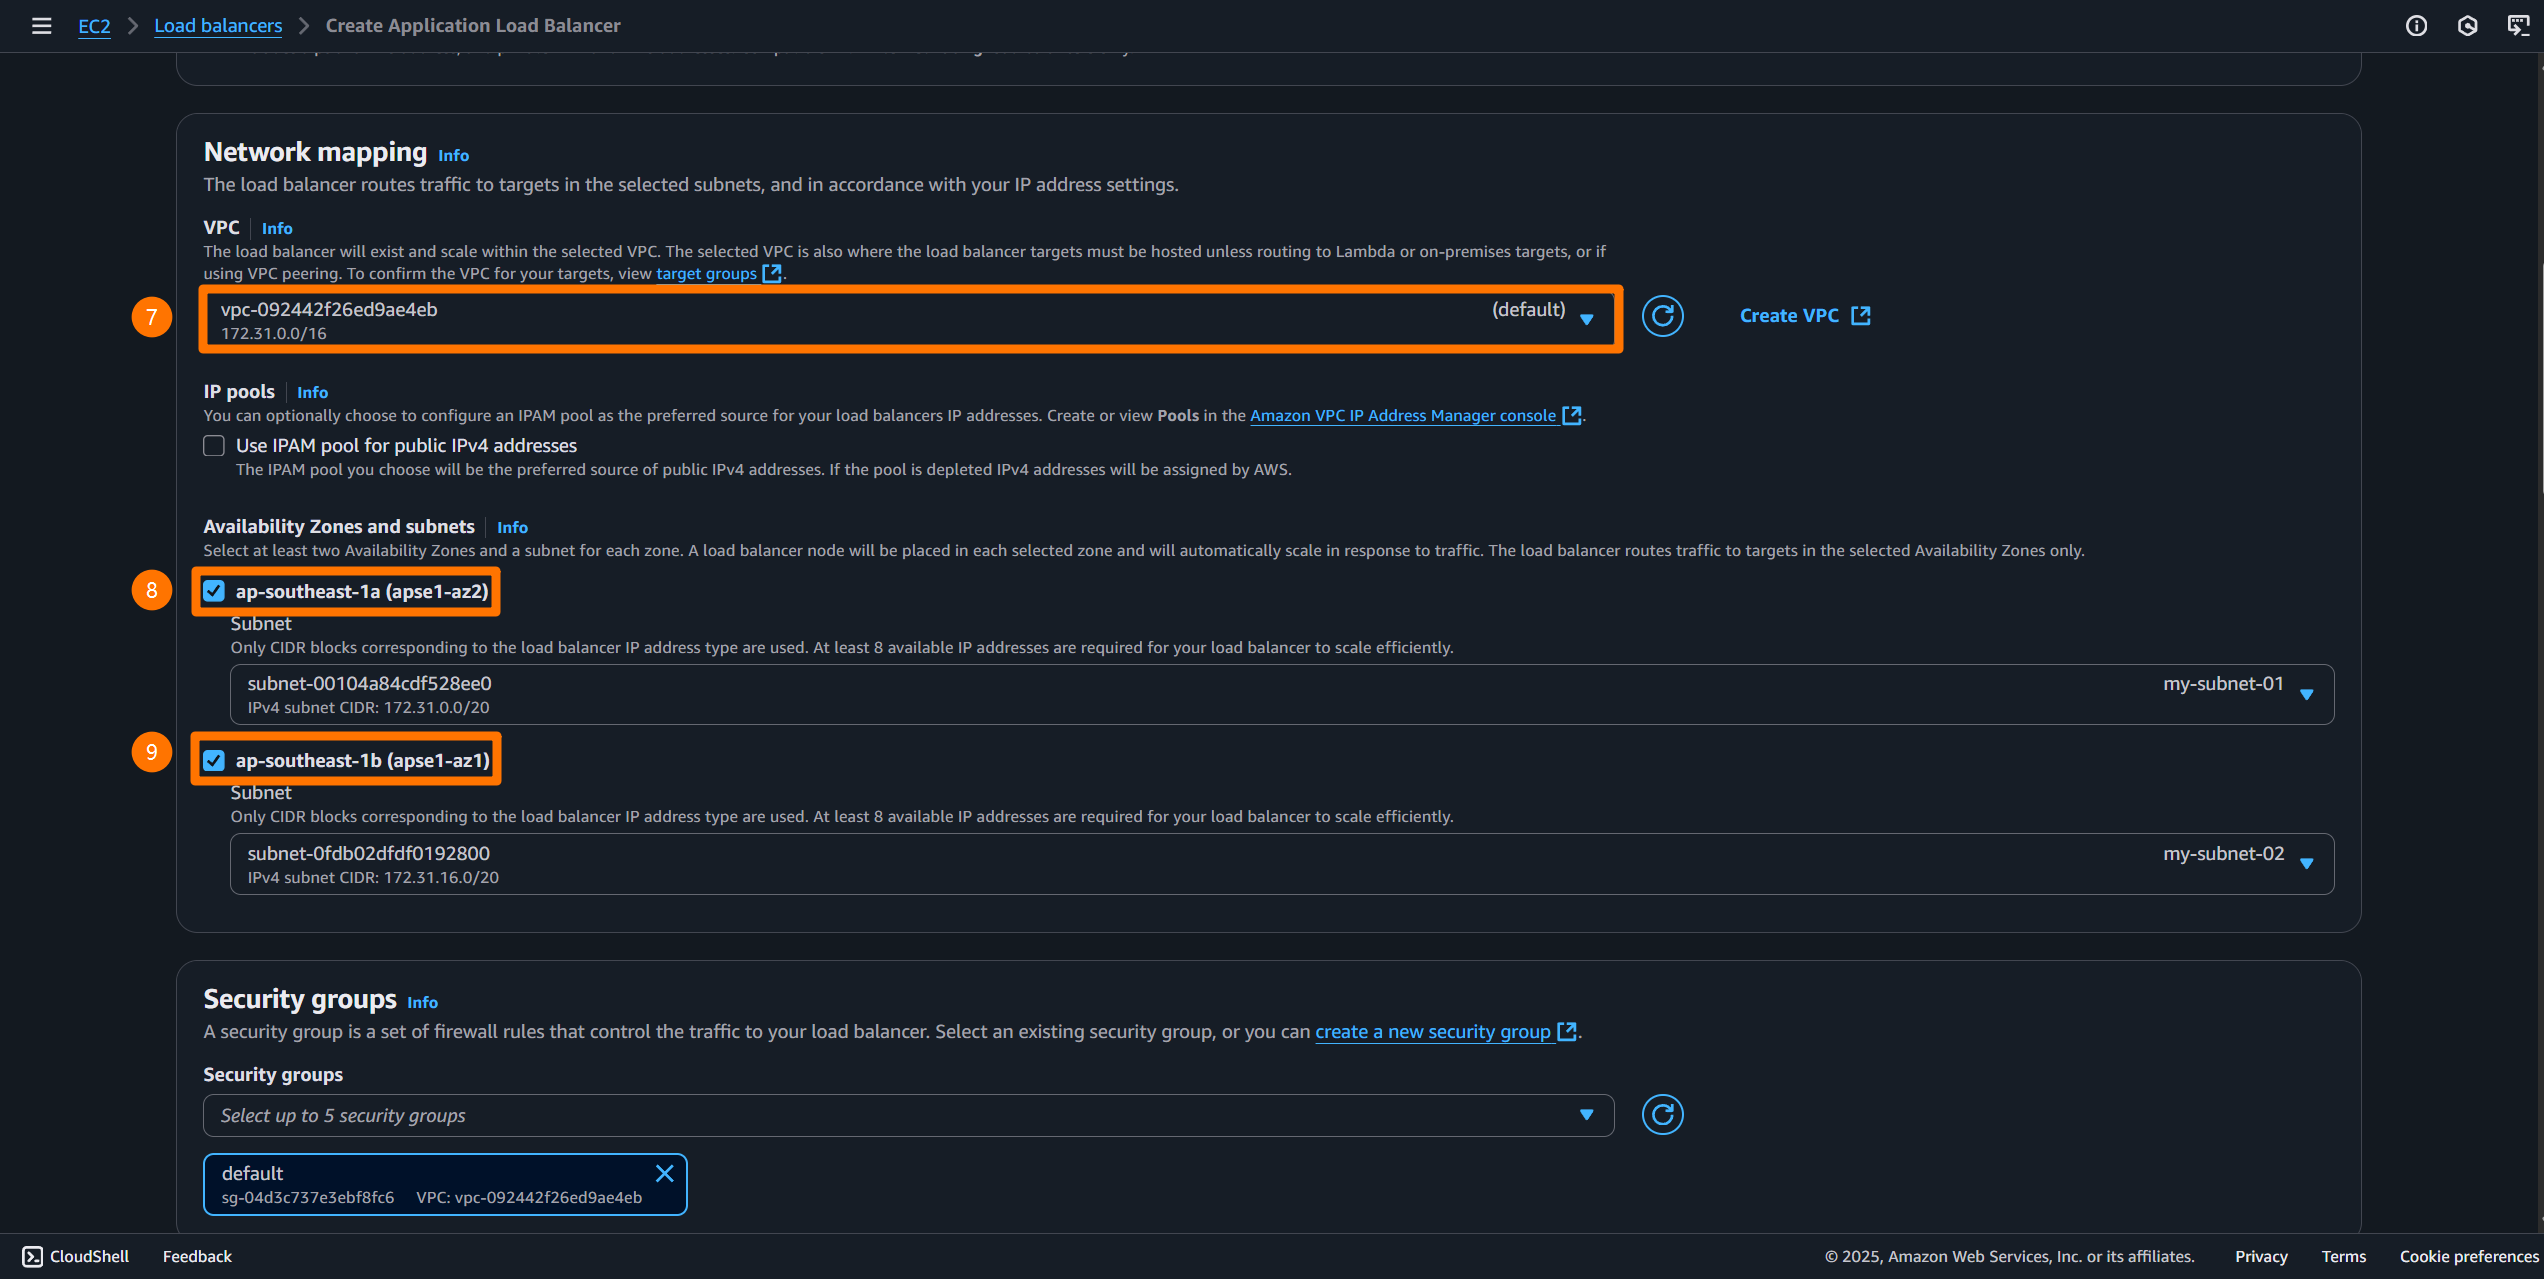 EC2 Load balancers Create Application Load Balancer
Network mapping Info
The load balancer routes traffic to targets in the selected subnets, and in accordance with your IP address settings.
VPC Info
The load balancer will exist and scale within the selected VPC. The selected VPC is also where the load balancer targets must be hosted unless routing to Lambda or on-premises targets, or if
using VPC peering. To confirm the VPC for your targets, view target groups.
7
vpc-092442f26ed9ae4eb (default)
172.31.0.0/16
Create VPC
IP pools Info
You can optionally choose to configure an IPAM pool as the preferred source for your load balancers IP addresses. Create or view Pools in the Amazon VPC IP Address Manager console.
Use IPAM pool for public IPv4 addresses
The IPAM pool you choose will be the preferred source of public IPv4 addresses. If the pool is depleted IPv4 addresses will be assigned by AWS.
Availability Zones and subnets Info
Select at least two Availability Zones and a subnet for each zone. A load balancer node will be placed in each selected zone and will automatically scale in response to traffic. The load balancer routes traffic to targets in the selected Availability Zones only.
8
ap-southeast-1a (apse1-az2)
Subnet
Only CIDR blocks corresponding to the load balancer IP address type are used. At least 8 available IP addresses are required for your load balancer to scale efficiently.
subnet-00104a84cdf528ee0 my-subnet-01
IPv4 subnet CIDR: 172.31.0.0/20
9
ap-southeast-1b (apse1-az1)
Subnet
Only CIDR blocks corresponding to the load balancer IP address type are used. At least 8 available IP addresses are required for your load balancer to scale efficiently.
subnet-0fdb02dfdf0192800 my-subnet-02
IPv4 subnet CIDR: 172.31.16.0/20
Security groups Info
A security group is a set of firewall rules that control the traffic to your load balancer. Select an existing security group, or you can create a new security group.
Security groups
Select up to 5 security groups
default
sg-04d3c737e3ebf8fc6 VPC: vpc-092442f26ed9ae4eb
CloudShell Feedback © 2025, Amazon Web Services, Inc. or its affiliates. Privacy Terms Cookie preferences